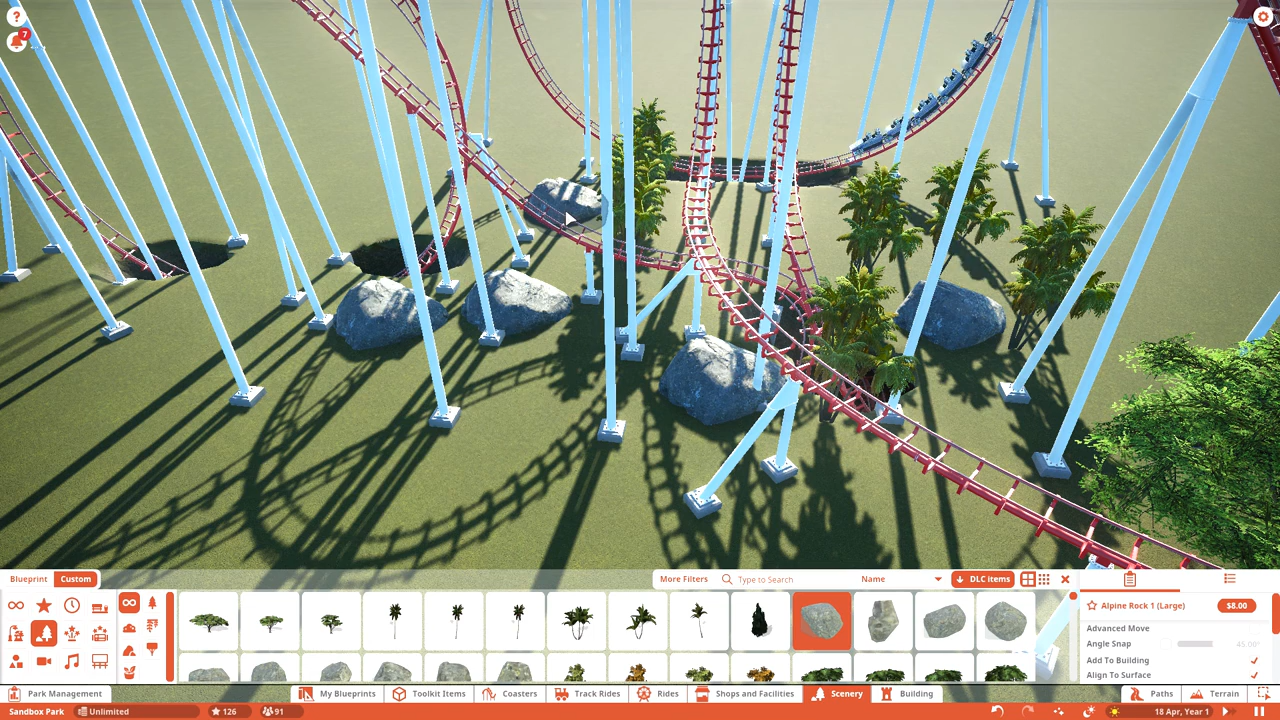 ?
7
Blueprint
Custom
More Filters
Type to Search
Name
DLC items
Alpine Rock 1 (Large)
$8.00
Advanced Move
Angle Snap
45.00°
Add To Building
Align To Surface
Park Management
My Blueprints
Toolkit Items
Coasters
Track Rides
Rides
Shops and Facilities
Scenery
Building
Paths
Terrain
Sandbox Park
Unlimited
126
91
18 Apr, Year 1